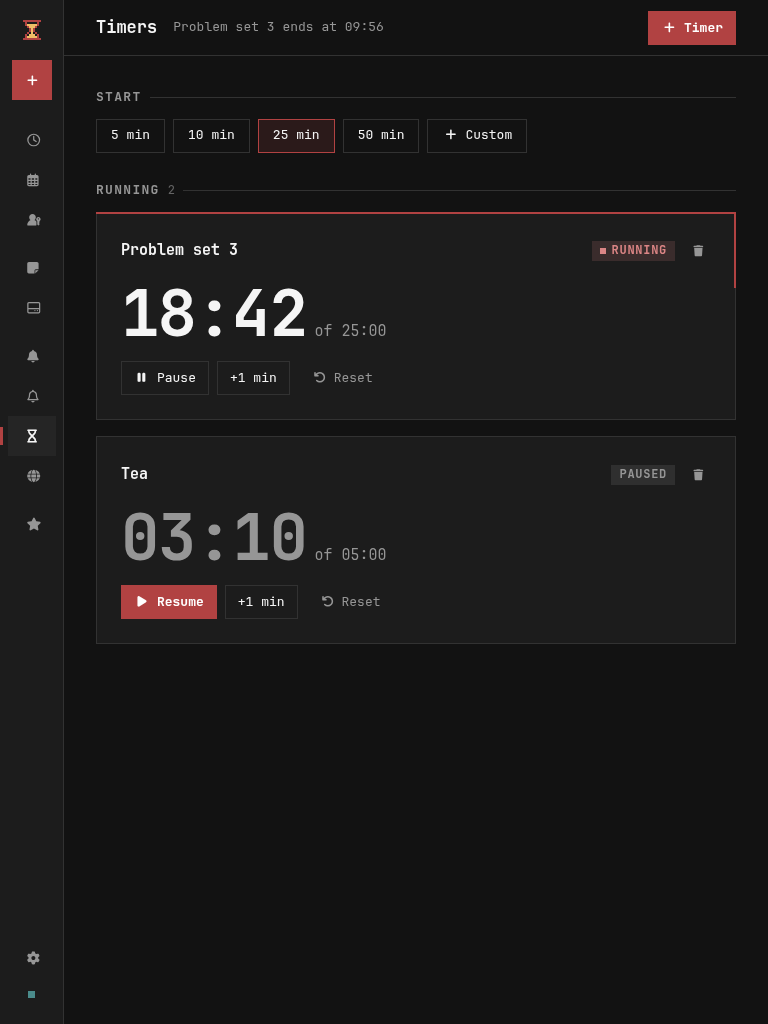 Timers Problem set 3 ends at 09:56 + Timer
START
5 min 10 min 25 min 50 min + Custom
RUNNING 2
Problem set 3 RUNNING
18:42 of 25:00
Pause +1 min Reset
Tea PAUSED
03:10 of 05:00
Resume +1 min Reset